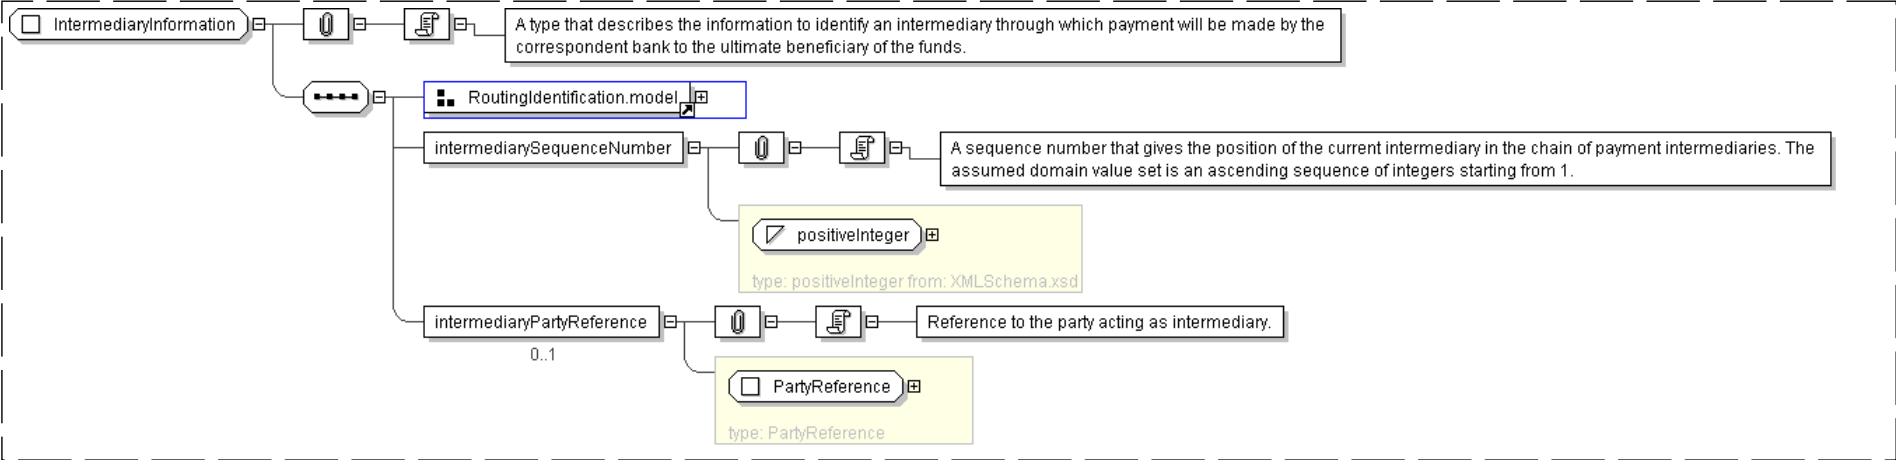 IntermediaryInformation
A type that describes the information to identify an intermediary through which payment will be made by the
correspondent bank to the ultimate beneficiary of the funds.
RoutingIdentification.model
intermediarySequenceNumber
A sequence number that gives the position of the current intermediary in the chain of payment intermediaries. The
assumed domain value set is an ascending sequence of integers starting from 1.
positiveInteger
type: positiveInteger from: XMLSchema.xsd
intermediaryPartyReference
Reference to the party acting as intermediary.
0..1
PartyReference
type: PartyReference